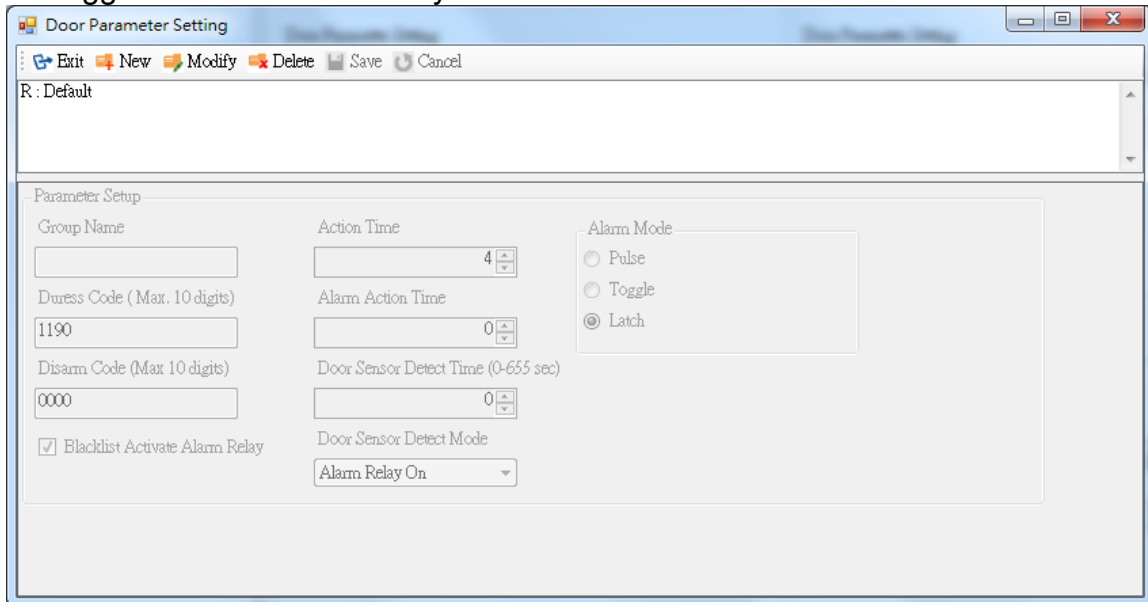 Door Parameter Setting
Exit New Modify Delete Save Cancel
R : Default
Parameter Setup
Group Name
Action Time
4
Alarm Mode
Pulse
Toggle
Latch
Duress Code ( Max. 10 digits)
1190
Alarm Action Time
0
Disarm Code (Max 10 digits)
0000
Door Sensor Detect Time (0-655 sec)
0
Blacklist Activate Alarm Relay
Door Sensor Detect Mode
Alarm Relay On